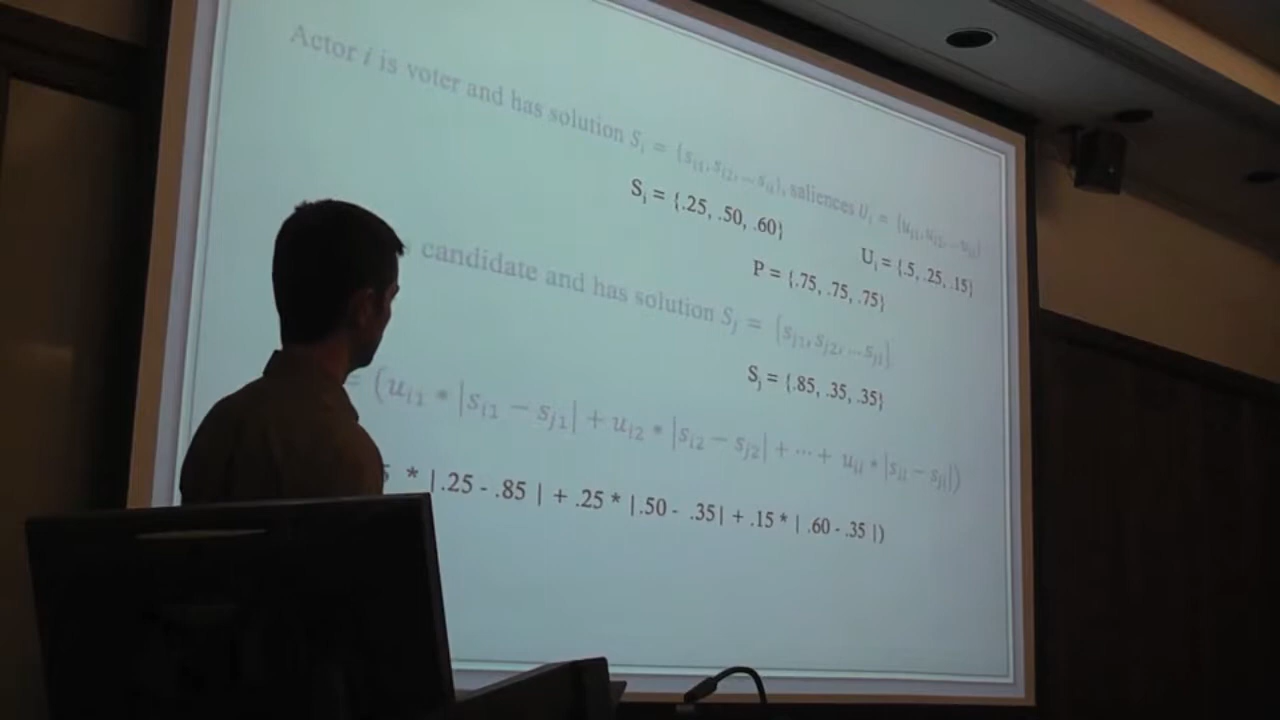 Actor i is voter and has solution Sᵢ = {sᵢ₁, sᵢ₂, … sᵢₗ}, saliences Uᵢ = {uᵢ₁, uᵢ₂, … uᵢₗ}
Sᵢ = {.25, .50, .60}
Uᵢ = {.5, .25, .15}
P = {.75, .75, .75}
candidate and has solution Sⱼ = {sⱼ₁, sⱼ₂, … sⱼₗ}
Sⱼ = {.85, .35, .35}
= (uᵢ₁ * |sᵢ₁ − sⱼ₁| + uᵢ₂ * |sᵢ₂ − sⱼ₂| + ⋯ + uᵢₗ * |sᵢₗ − sⱼₗ|)
* |.25 - .85 | + .25 * |.50 - .35| + .15 * | .60 - .35 |)